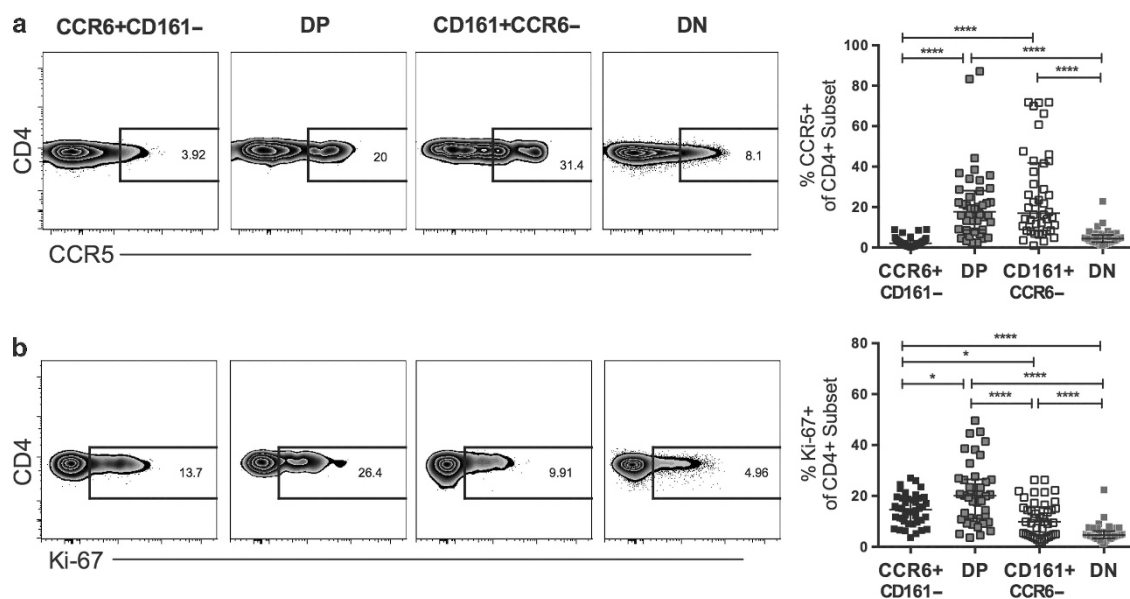 a
CCR6+CD161– DP CD161+CCR6– DN
CD4
3.92 20 31.4 8.1
CCR5
% CCR5+
of CD4+ Subset
100
80
60
40
20
0
****
**** ****
****
CCR6+ DP CD161+ DN
CD161– CCR6–
b
CD4
13.7 26.4 9.91 4.96
Ki-67
% Ki-67+
of CD4+ Subset
80
60
40
20
0
****
*
* ****
**** ****
CCR6+ DP CD161+ DN
CD161– CCR6–